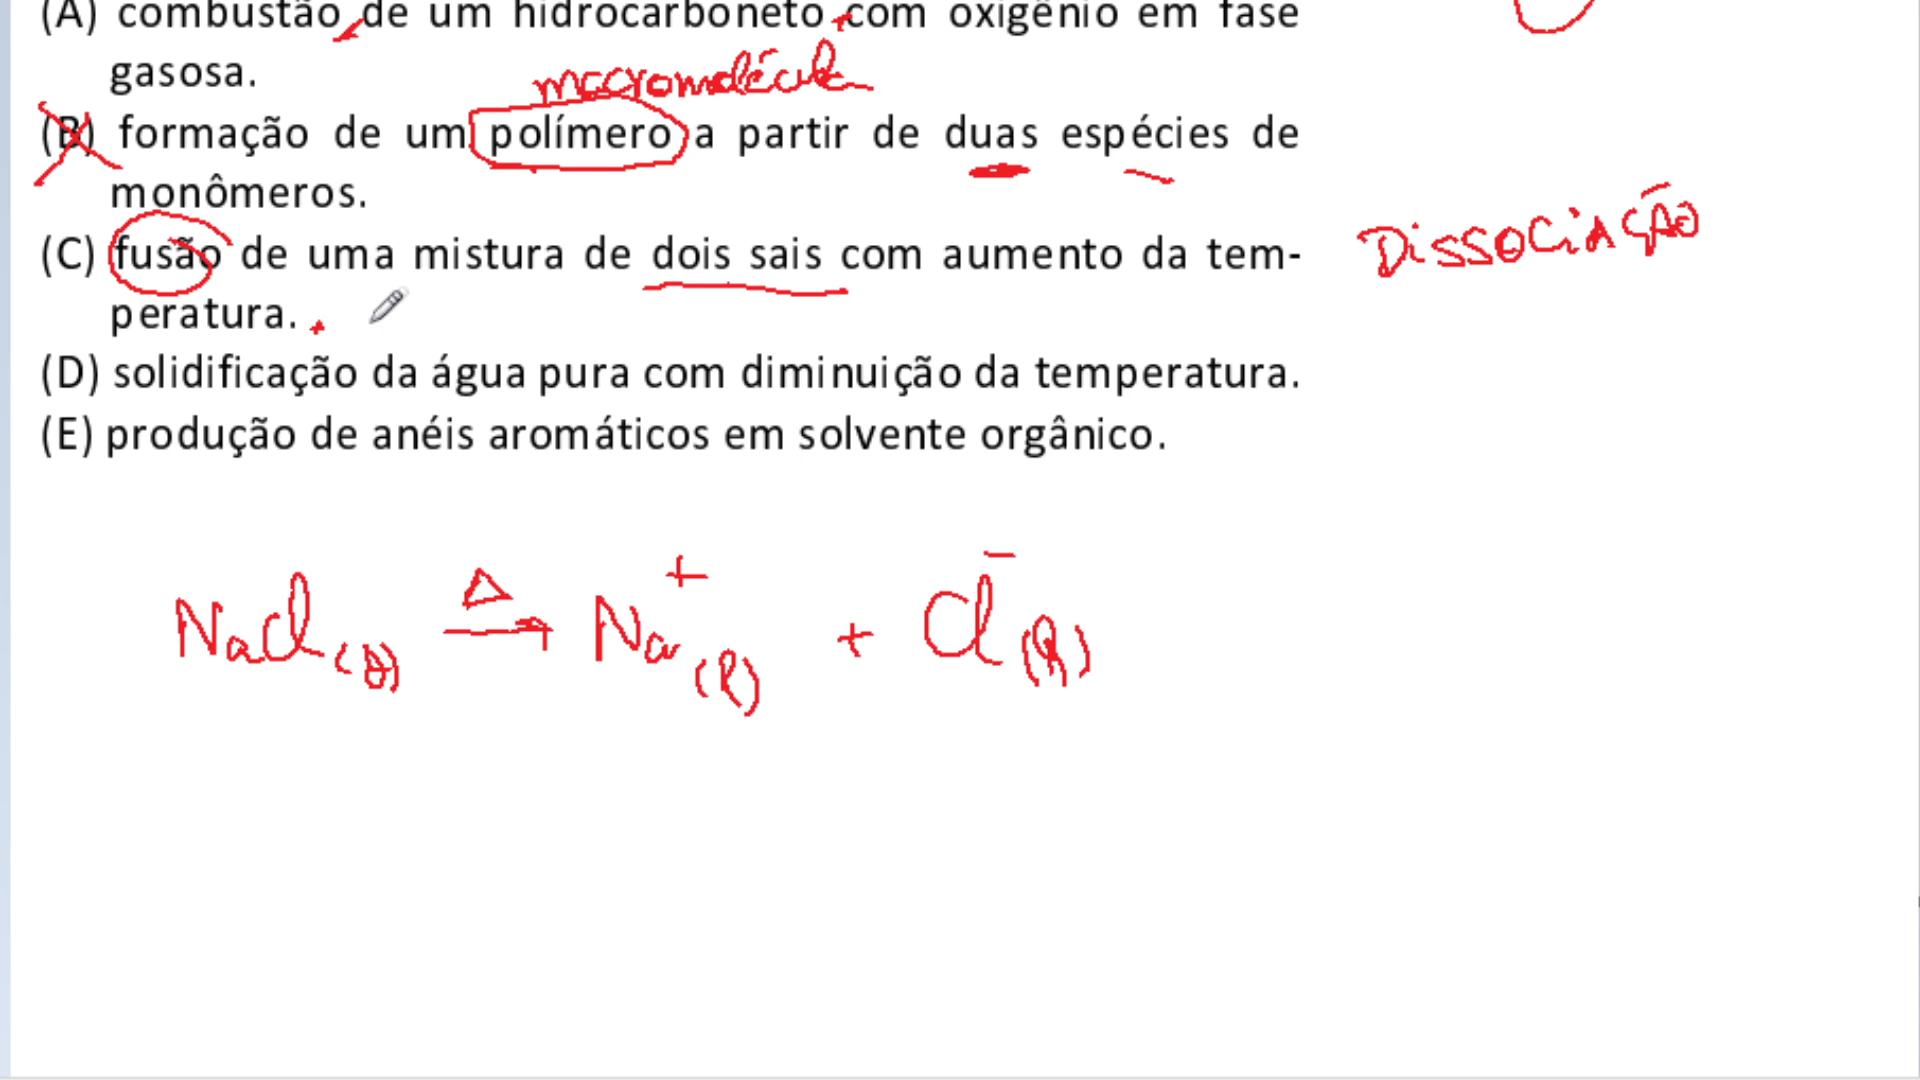 (A) combustão de um hidrocarboneto com oxigênio em fase
gasosa.
macromolécula
(B) formação de um polímero a partir de duas espécies de
monômeros.
(C) fusão de uma mistura de dois sais com aumento da tem-
peratura.
Dissociação
(D) solidificação da água pura com diminuição da temperatura.
(E) produção de anéis aromáticos em solvente orgânico.
NaCl(s) Δ→ Na+(l) + Cl−(l)